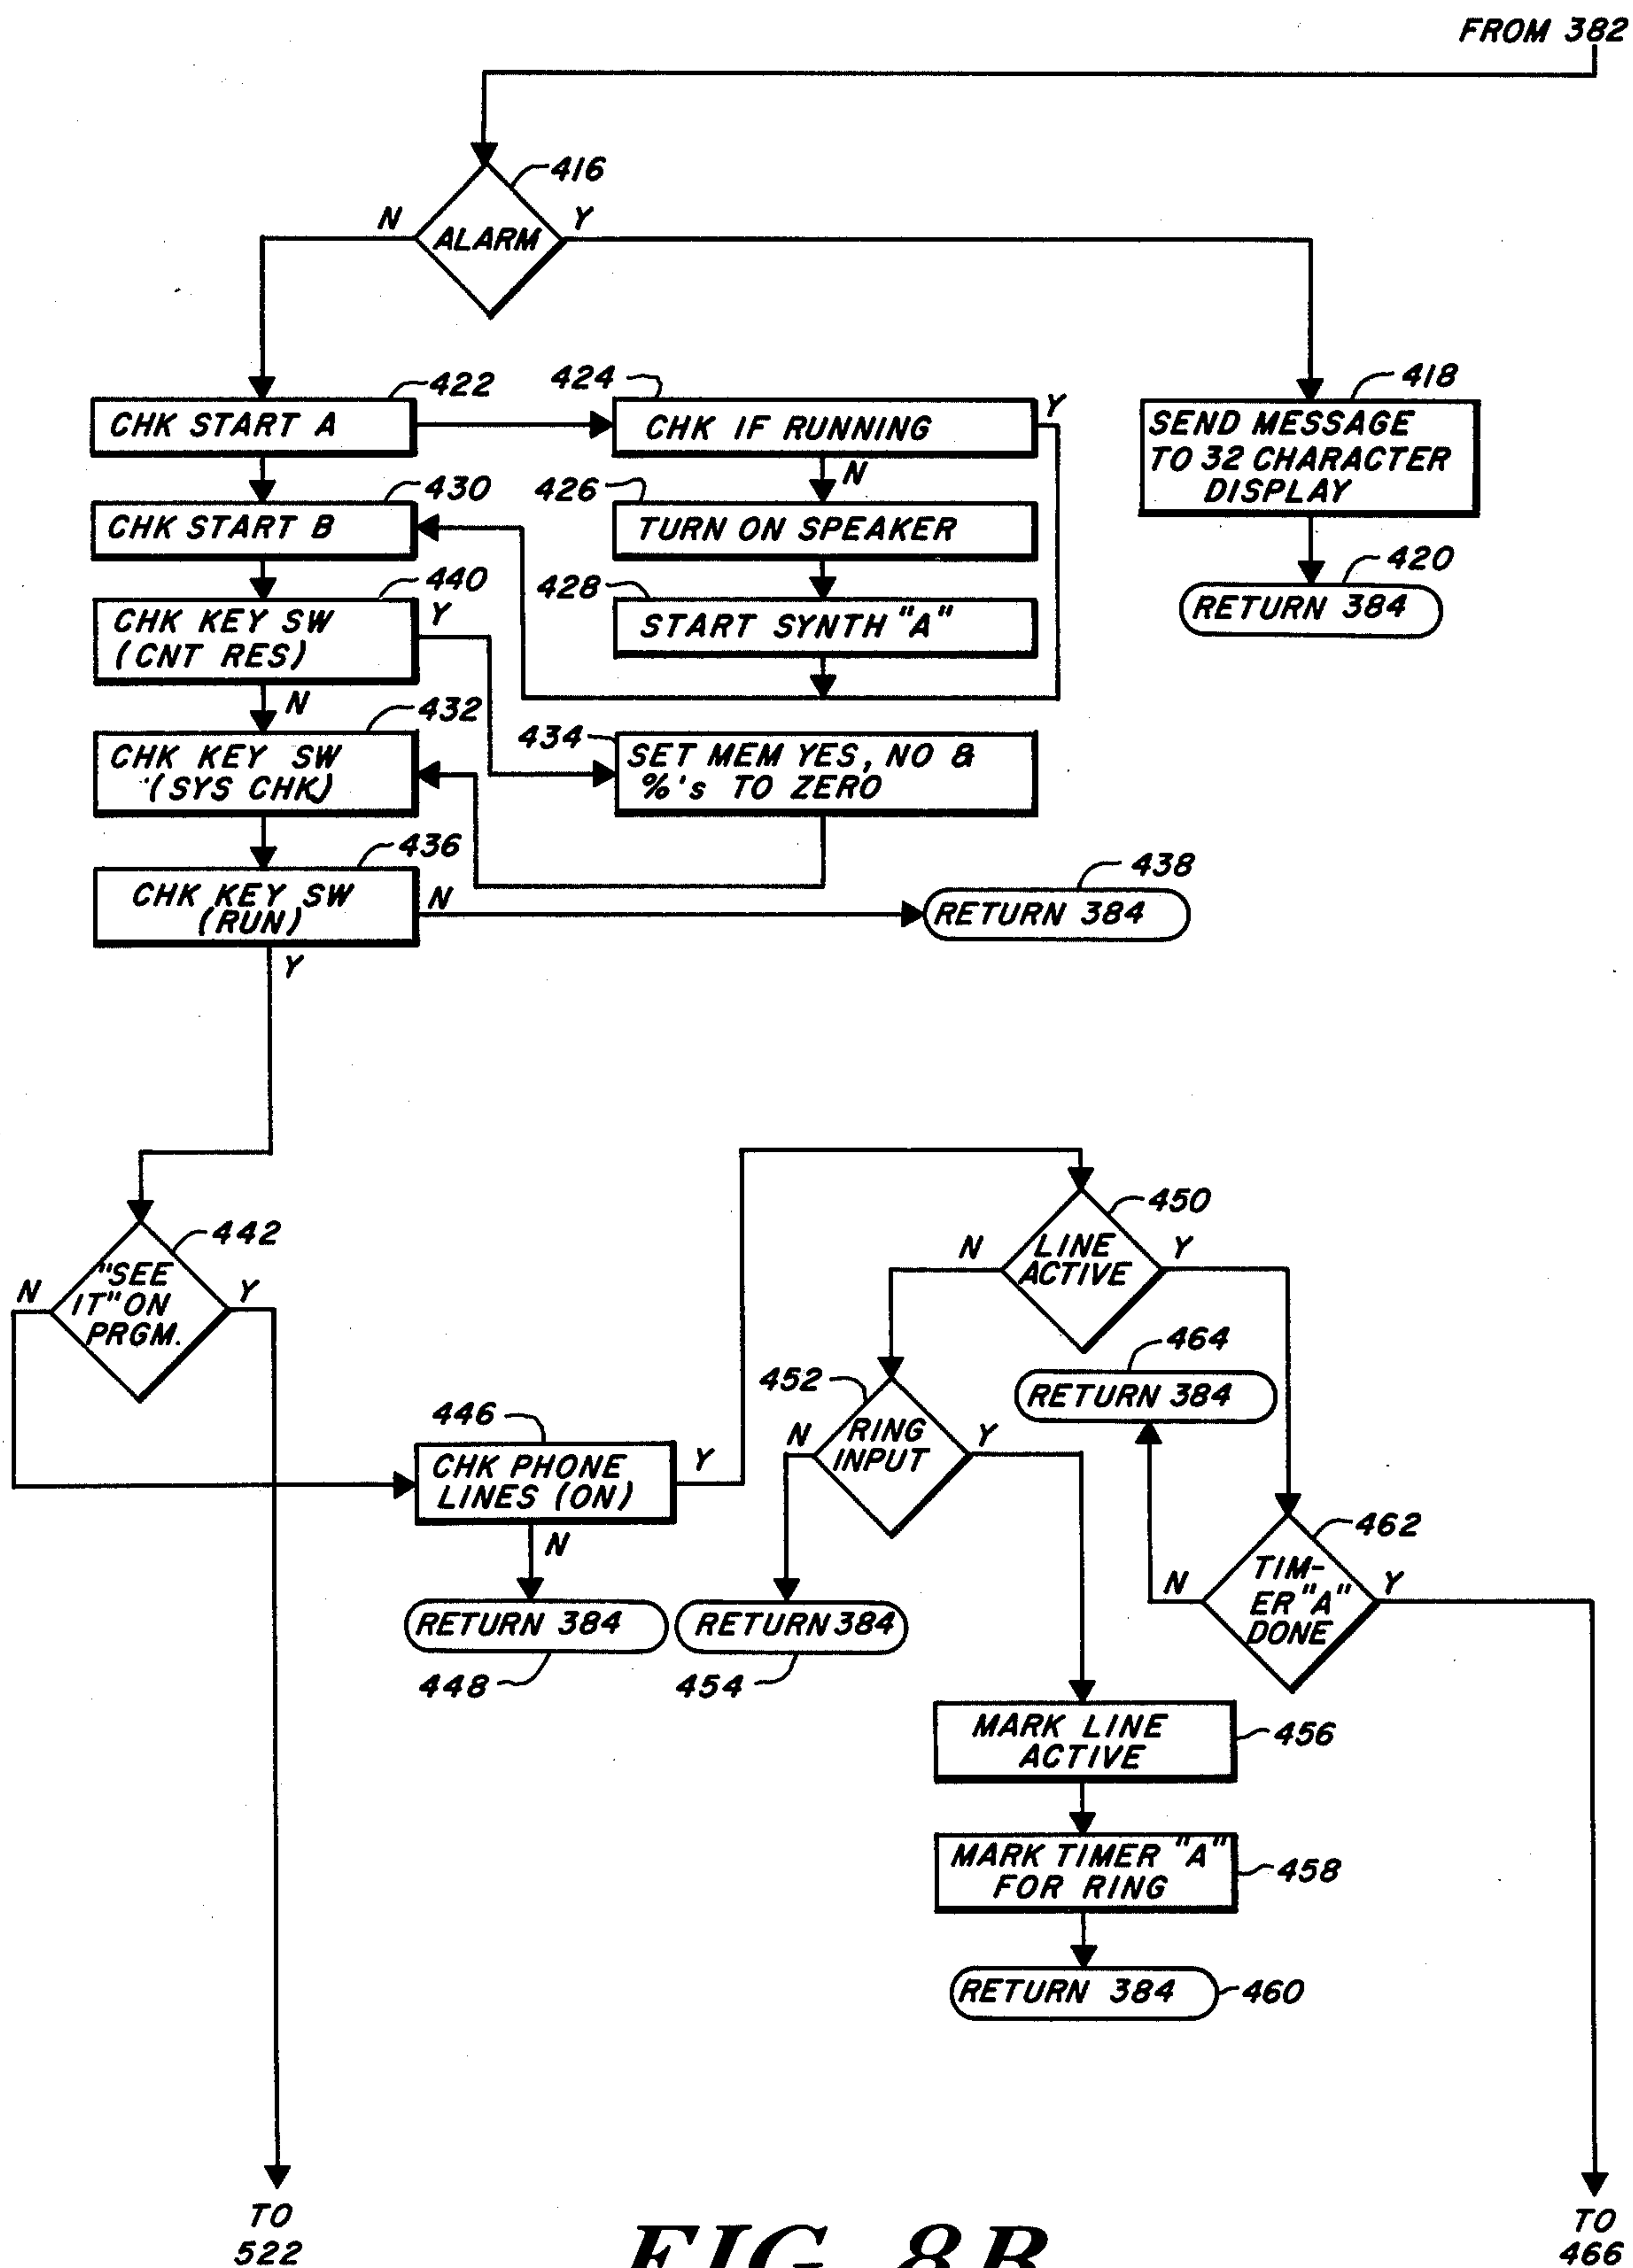 FROM 382
416
N
Y
ALARM
422
424
418
CHK START A
CHK IF RUNNING
Y
SEND MESSAGE
TO 32 CHARACTER
DISPLAY
N
430
426
CHK START B
TURN ON SPEAKER
420
RETURN 384
440
428
CHK KEY SW
(CNT RES)
Y
START SYNTH "A"
N
432
434
CHK KEY SW
(SYS CHK)
SET MEM YES, NO &
%'s TO ZERO
436
438
CHK KEY SW
(RUN)
N
RETURN 384
Y
442
"SEE
IT" ON
PRGM.
N
Y
450
LINE
ACTIVE
N
Y
464
RETURN 384
452
RING
INPUT
N
Y
446
CHK PHONE
LINES (ON)
Y
N
462
TIM-
ER "A"
DONE
N
Y
RETURN 384
RETURN 384
448
454
MARK LINE
ACTIVE
456
MARK TIMER "A"
FOR RING
458
RETURN 384
460
TO
522
TO
466
FIG. 8B